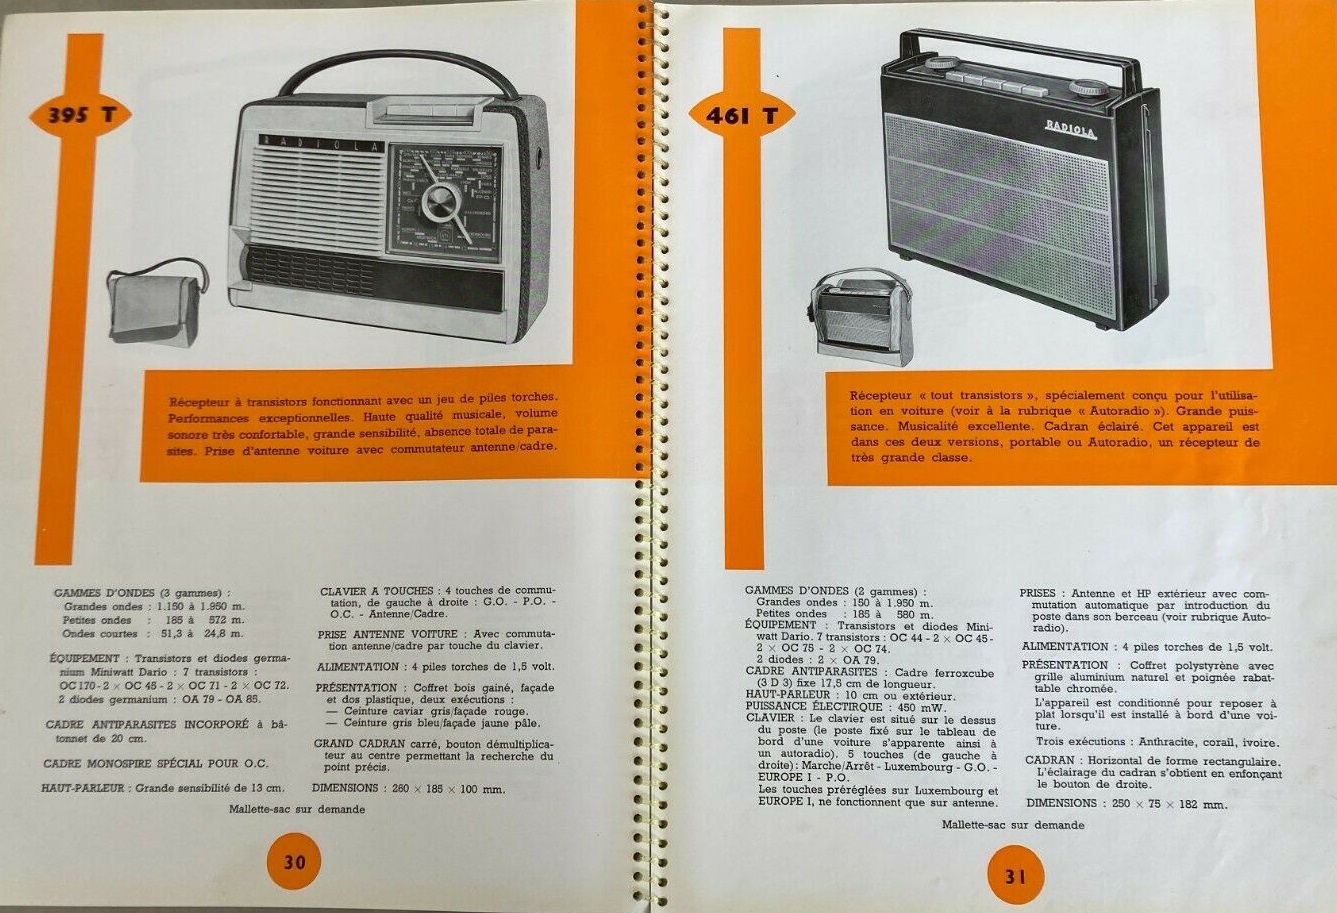 395 T
RADIOLA
Récepteur à transistors fonctionnant avec un jeu de piles torches.
Performances exceptionnelles. Haute qualité musicale, volume
sonore très confortable, grande sensibilité, absence totale de para-
sites. Prise d'antenne voiture avec commutateur antenne/cadre.
GAMMES D'ONDES (3 gammes) :
Grandes ondes : 1.150 à 1.950 m.
Petites ondes : 185 à 572 m.
Ondes courtes : 51,3 à 24,8 m.
ÉQUIPEMENT : Transistors et diodes germa-
nium Miniwatt Dario : 7 transistors :
OC 170 - 2 × OC 45 - 2 × OC 71 - 2 × OC 72.
2 diodes germanium : OA 79 - OA 85.
CADRE ANTIPARASITES INCORPORÉ à bâ-
tonnet de 20 cm.
CADRE MONOSPIRE SPÉCIAL POUR O.C.
HAUT-PARLEUR : Grande sensibilité de 13 cm.
CLAVIER A TOUCHES : 4 touches de commu-
tation, de gauche à droite : G.O. - P.O. -
O.C. - Antenne/Cadre.
PRISE ANTENNE VOITURE : Avec commuta-
tion antenne/cadre par touche du clavier.
ALIMENTATION : 4 piles torches de 1,5 volt.
PRÉSENTATION : Coffret bois gainé, façade
et dos plastique, deux exécutions :
— Ceinture caviar gris/façade rouge.
— Ceinture gris bleu/façade jaune pâle.
GRAND CADRAN carré, bouton démultiplica-
teur au centre permettant la recherche du
point précis.
DIMENSIONS : 260 × 185 × 100 mm.
Mallette-sac sur demande
30
461 T
RADIOLA
Récepteur « tout transistors », spécialement conçu pour l'utilisa-
tion en voiture (voir à la rubrique « Autoradio »). Grande puis-
sance. Musicalité excellente. Cadran éclairé. Cet appareil est
dans ces deux versions, portable ou Autoradio, un récepteur de
très grande classe.
GAMMES D'ONDES (2 gammes) :
Grandes ondes : 150 à 1.950 m.
Petites ondes : 185 à 580 m.
ÉQUIPEMENT : Transistors et diodes Mini-
watt Dario. 7 transistors : OC 44 - 2 × OC 45 -
2 × OC 75 - 2 × OC 74.
2 diodes : 2 × OA 79.
CADRE ANTIPARASITES : Cadre ferroxcube
(3 D 3) fixe 17,5 cm de longueur.
HAUT-PARLEUR : 10 cm ou extérieur.
PUISSANCE ÉLECTIRQUE : 450 mW.
CLAVIER : Le clavier est situé sur le dessus
du poste (le poste fixé sur le tableau de
bord d'une voiture s'apparente ainsi à
un autoradio). 5 touches (de gauche à
droite) : Marche/Arrêt - Luxembourg - G.O. -
EUROPE I - P.O.
Les touches préréglées sur Luxembourg et
EUROPE I, ne fonctionnent que sur antenne.
PRISES : Antenne et HP extérieur avec com-
mutation automatique par introduction du
poste dans son berceau (voir rubrique Auto-
radio).
ALIMENTATION : 4 piles torches de 1,5 volt.
PRÉSENTATION : Coffret polystyrène avec
grille aluminium naturel et poignée rabat-
table chromée.
L'appareil est conditionné pour reposer à
plat lorsqu'il est installé à bord d'une voi-
ture.
Trois exécutions : Anthracite, corail, ivoire.
CADRAN : Horizontal de forme rectangulaire.
L'éclairage du cadran s'obtient en enfonçant
le bouton de droite.
DIMENSIONS : 250 × 75 × 182 mm.
Mallette-sac sur demande
31